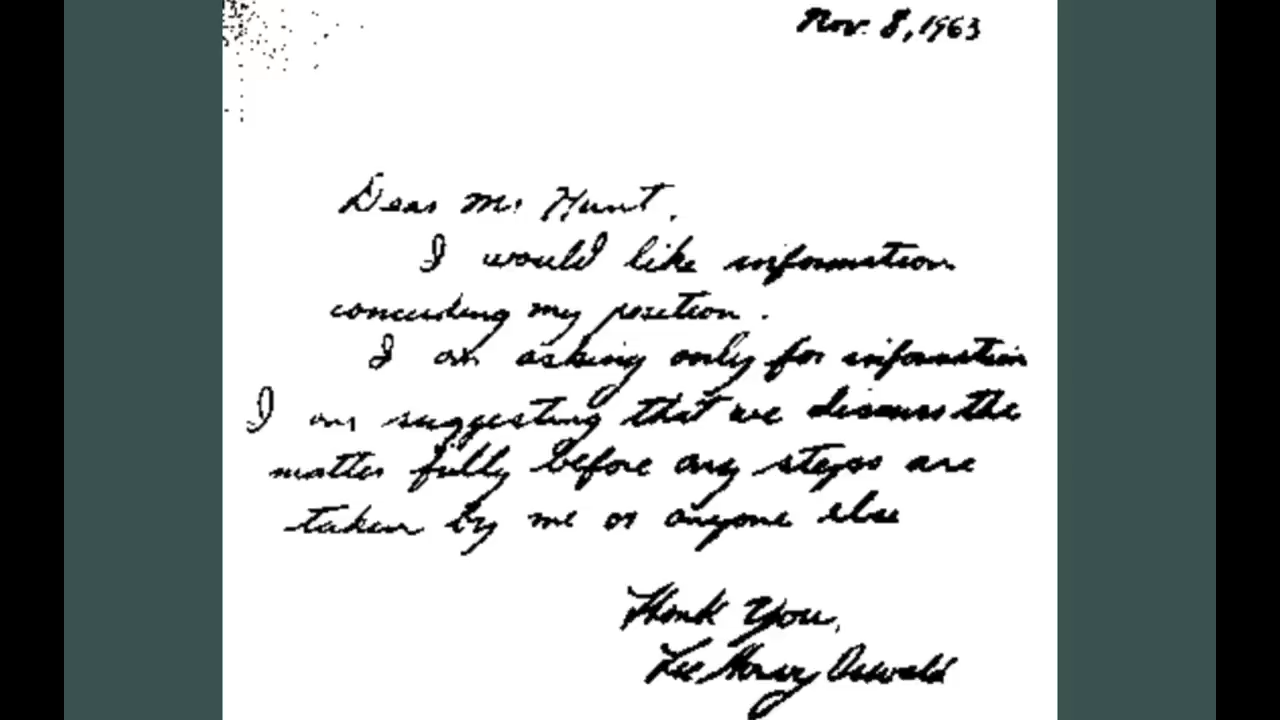 Nov. 8, 1963
Dear Mr. Hunt,
I would like information
concerding my position.
I am asking only for information
I am suggesting that we discuss the
matter fully before any steps are
taken by me or anyone else
Thank You,
Lee Harvey Oswald